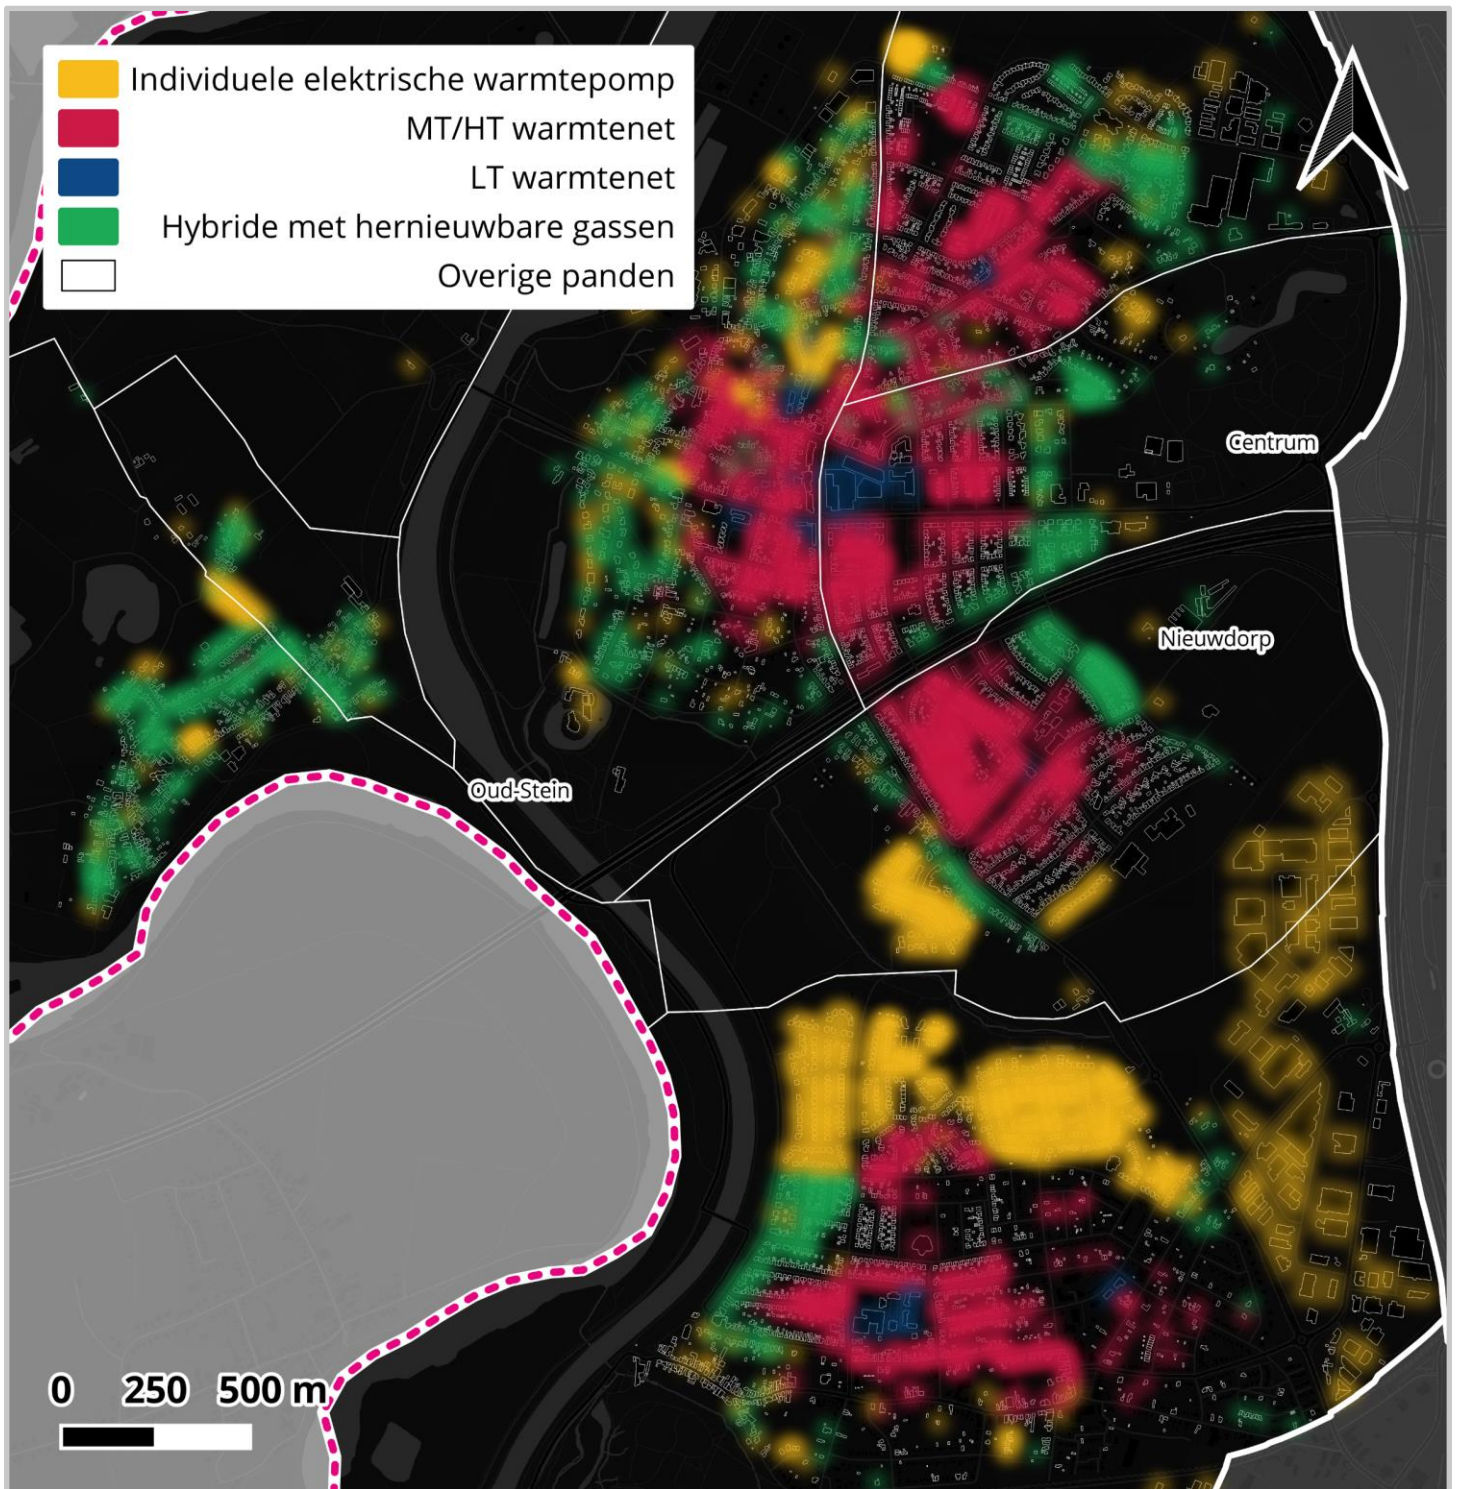 Individuele elektrische warmtepomp
MT/HT warmtenet
LT warmtenet
Hybride met hernieuwbare gassen
Overige panden
Centrum
Nieuwdorp
Oud-Stein
0 250 500 m